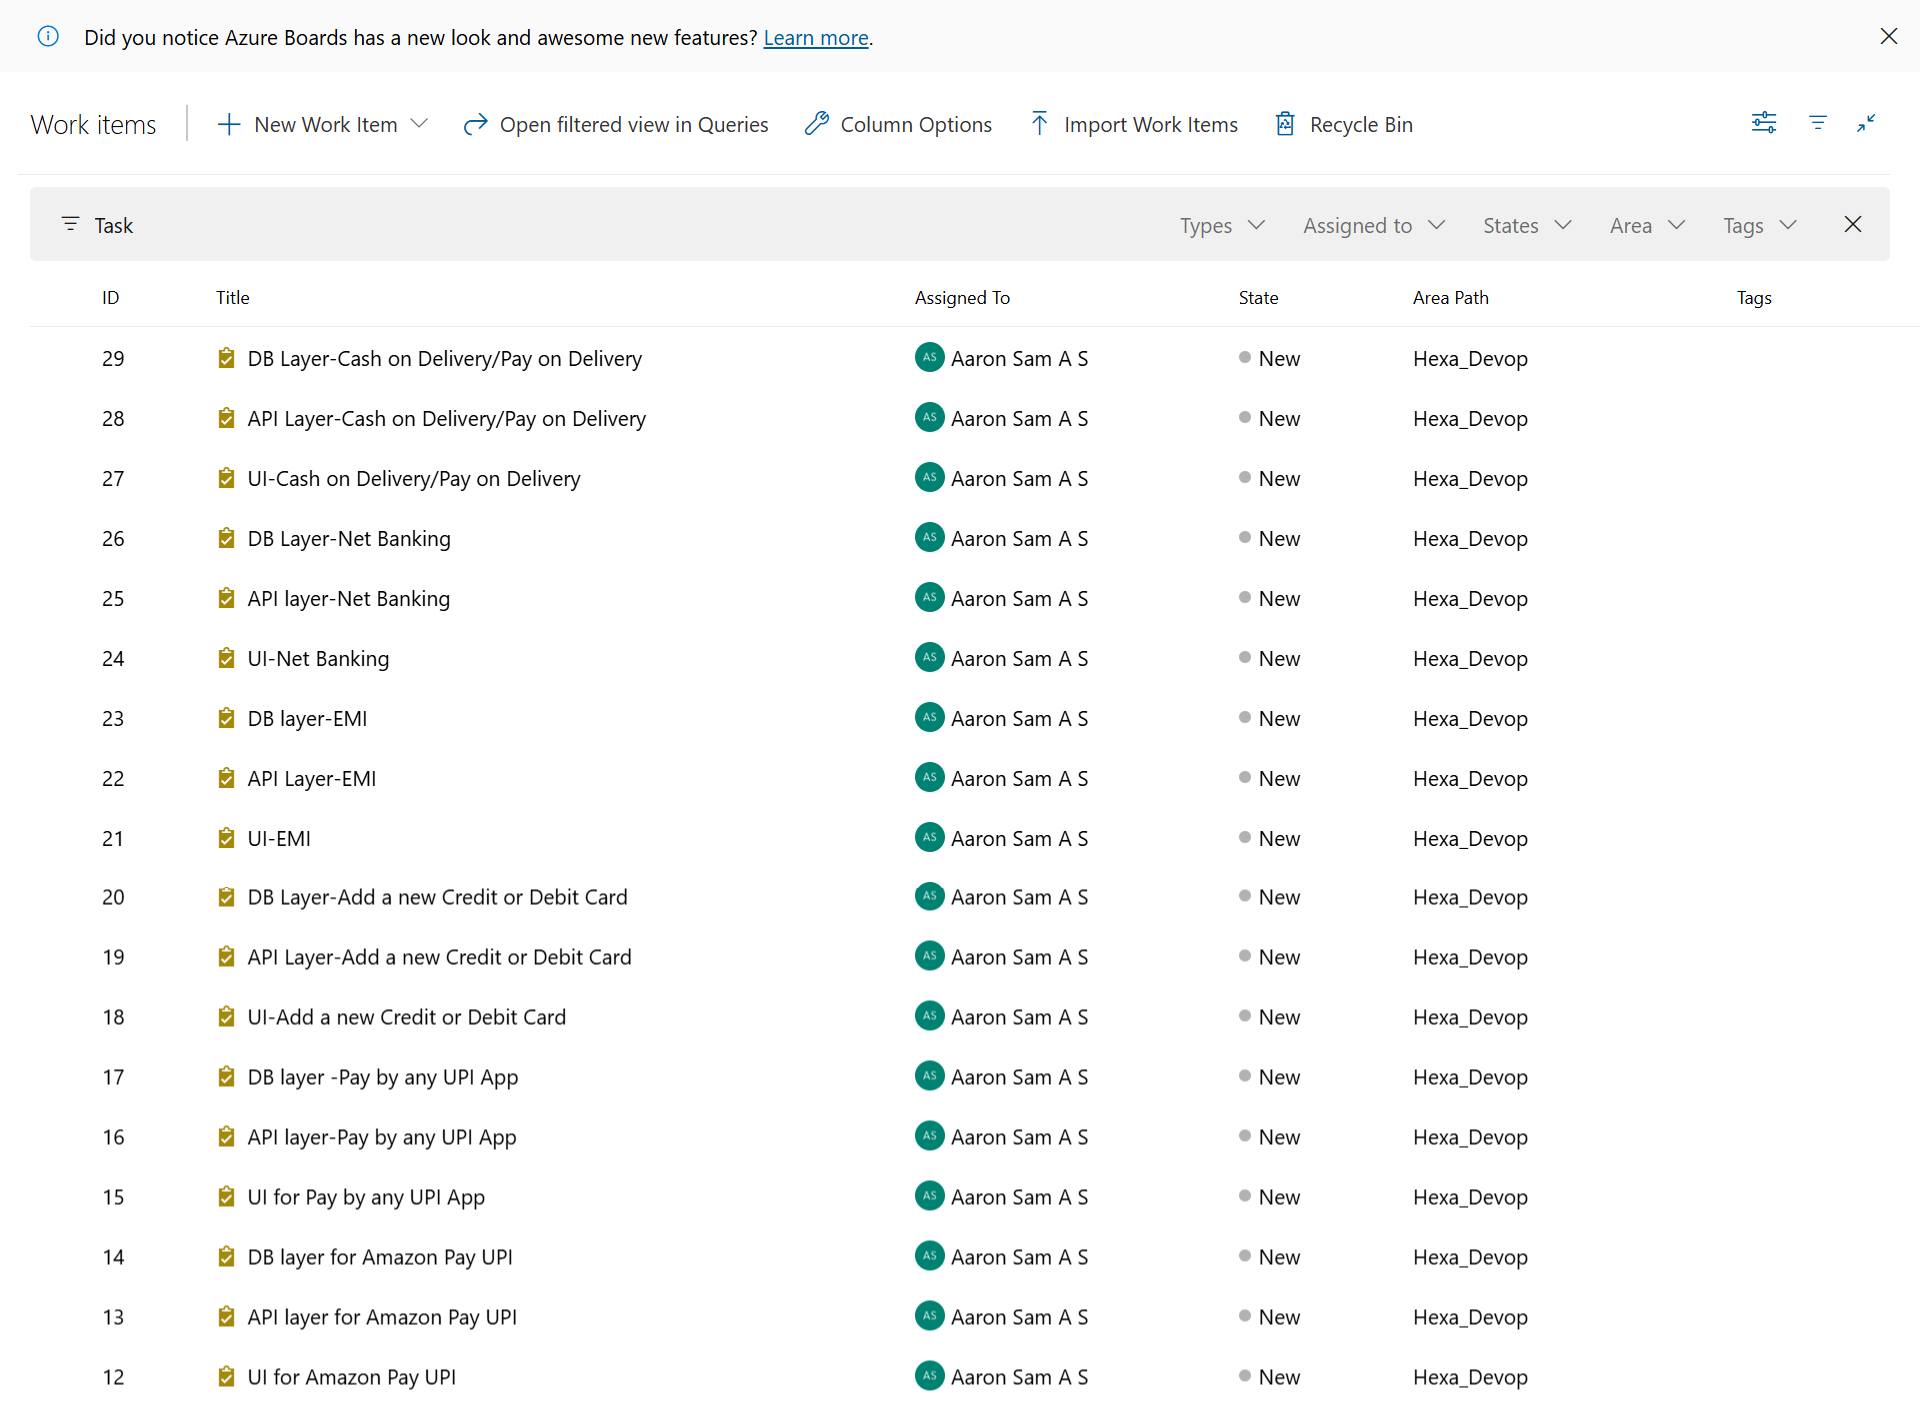 Did you notice Azure Boards has a new look and awesome new features? Learn more.
Work items New Work Item Open filtered view in Queries Column Options Import Work Items Recycle Bin
Task Types Assigned to States Area Tags
ID Title Assigned To State Area Path Tags
29 DB Layer-Cash on Delivery/Pay on Delivery AS Aaron Sam A S New Hexa_Devop
28 API Layer-Cash on Delivery/Pay on Delivery AS Aaron Sam A S New Hexa_Devop
27 UI-Cash on Delivery/Pay on Delivery AS Aaron Sam A S New Hexa_Devop
26 DB Layer-Net Banking AS Aaron Sam A S New Hexa_Devop
25 API layer-Net Banking AS Aaron Sam A S New Hexa_Devop
24 UI-Net Banking AS Aaron Sam A S New Hexa_Devop
23 DB layer-EMI AS Aaron Sam A S New Hexa_Devop
22 API Layer-EMI AS Aaron Sam A S New Hexa_Devop
21 UI-EMI AS Aaron Sam A S New Hexa_Devop
20 DB Layer-Add a new Credit or Debit Card AS Aaron Sam A S New Hexa_Devop
19 API Layer-Add a new Credit or Debit Card AS Aaron Sam A S New Hexa_Devop
18 UI-Add a new Credit or Debit Card AS Aaron Sam A S New Hexa_Devop
17 DB layer -Pay by any UPI App AS Aaron Sam A S New Hexa_Devop
16 API layer-Pay by any UPI App AS Aaron Sam A S New Hexa_Devop
15 UI for Pay by any UPI App AS Aaron Sam A S New Hexa_Devop
14 DB layer for Amazon Pay UPI AS Aaron Sam A S New Hexa_Devop
13 API layer for Amazon Pay UPI AS Aaron Sam A S New Hexa_Devop
12 UI for Amazon Pay UPI AS Aaron Sam A S New Hexa_Devop